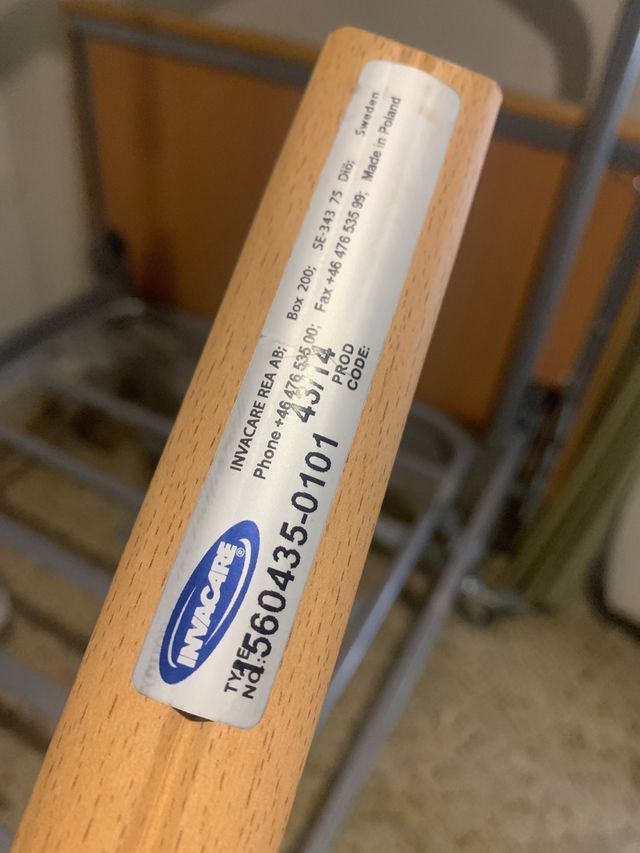 INVACARE REA AB; Box 200; SE-343 75 Diö; Sweden
Phone +46 476 535 00; Fax +46 476 535 99; Made in Poland
INVACARE®
TYPE
NO.:
1560435-0101 43/14
PROD
CODE: